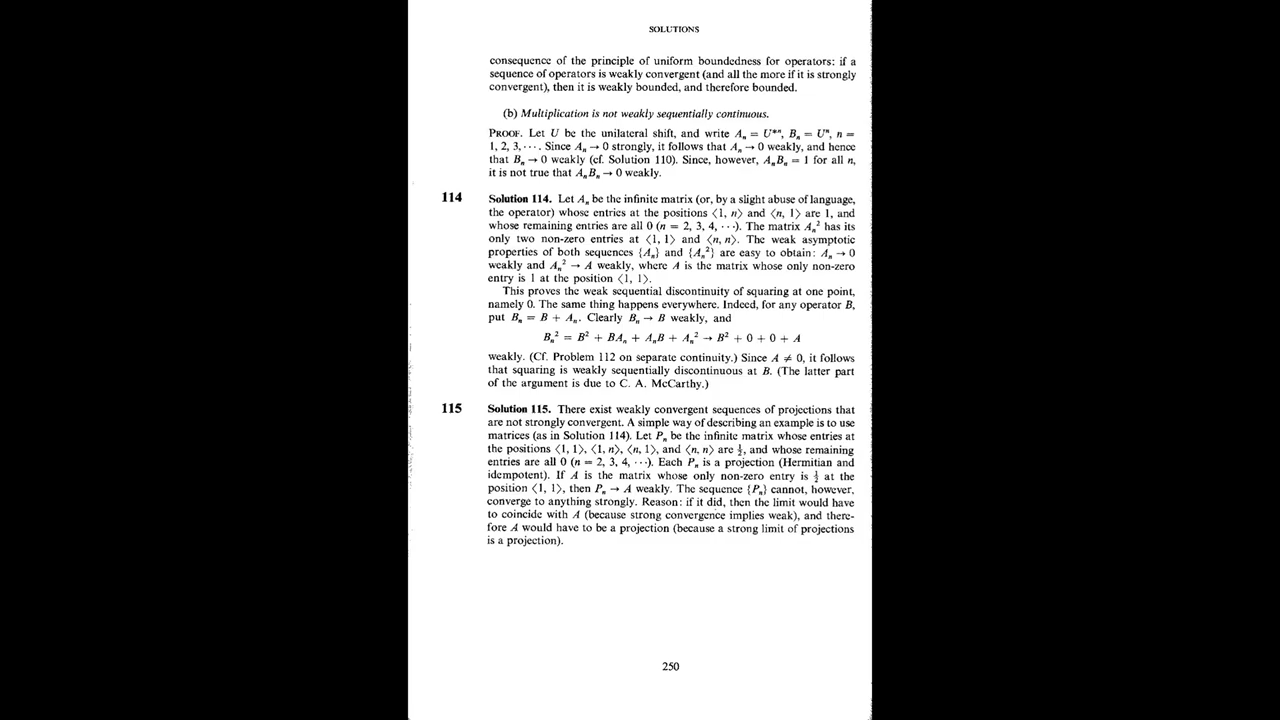 SOLUTIONS
consequence of the principle of uniform boundedness for operators: if a
sequence of operators is weakly convergent (and all the more if it is strongly
convergent), then it is weakly bounded, and therefore bounded.
(b) Multiplication is not weakly sequentially continuous.
PROOF. Let U be the unilateral shift, and write Aₙ = U*ⁿ, Bₙ = Uⁿ, n =
1, 2, 3, ⋯. Since Aₙ → 0 strongly, it follows that Aₙ → 0 weakly, and hence
that Bₙ → 0 weakly (cf. Solution 110). Since, however, AₙBₙ = 1 for all n,
it is not true that AₙBₙ → 0 weakly.
114 Solution 114. Let Aₙ be the infinite matrix (or, by a slight abuse of language,
the operator) whose entries at the positions ⟨1, n⟩ and ⟨n, 1⟩ are 1, and
whose remaining entries are all 0 (n = 2, 3, 4, ⋯). The matrix Aₙ² has its
only two non-zero entries at ⟨1, 1⟩ and ⟨n, n⟩. The weak asymptotic
properties of both sequences {Aₙ} and {Aₙ²} are easy to obtain: Aₙ → 0
weakly and Aₙ² → A weakly, where A is the matrix whose only non-zero
entry is 1 at the position ⟨1, 1⟩.
This proves the weak sequential discontinuity of squaring at one point,
namely 0. The same thing happens everywhere. Indeed, for any operator B,
put Bₙ = B + Aₙ. Clearly Bₙ → B weakly, and
Bₙ² = B² + BAₙ + AₙB + Aₙ² → B² + 0 + 0 + A
weakly. (Cf. Problem 112 on separate continuity.) Since A ≠ 0, it follows
that squaring is weakly sequentially discontinuous at B. (The latter part
of the argument is due to C. A. McCarthy.)
115 Solution 115. There exist weakly convergent sequences of projections that
are not strongly convergent. A simple way of describing an example is to use
matrices (as in Solution 114). Let Pₙ be the infinite matrix whose entries at
the positions ⟨1, 1⟩, ⟨1, n⟩, ⟨n, 1⟩, and ⟨n, n⟩ are ½, and whose remaining
entries are all 0 (n = 2, 3, 4, ⋯). Each Pₙ is a projection (Hermitian and
idempotent). If A is the matrix whose only non-zero entry is ½ at the
position ⟨1, 1⟩, then Pₙ → A weakly. The sequence {Pₙ} cannot, however,
converge to anything strongly. Reason: if it did, then the limit would have
to coincide with A (because strong convergence implies weak), and there-
fore A would have to be a projection (because a strong limit of projections
is a projection).
250